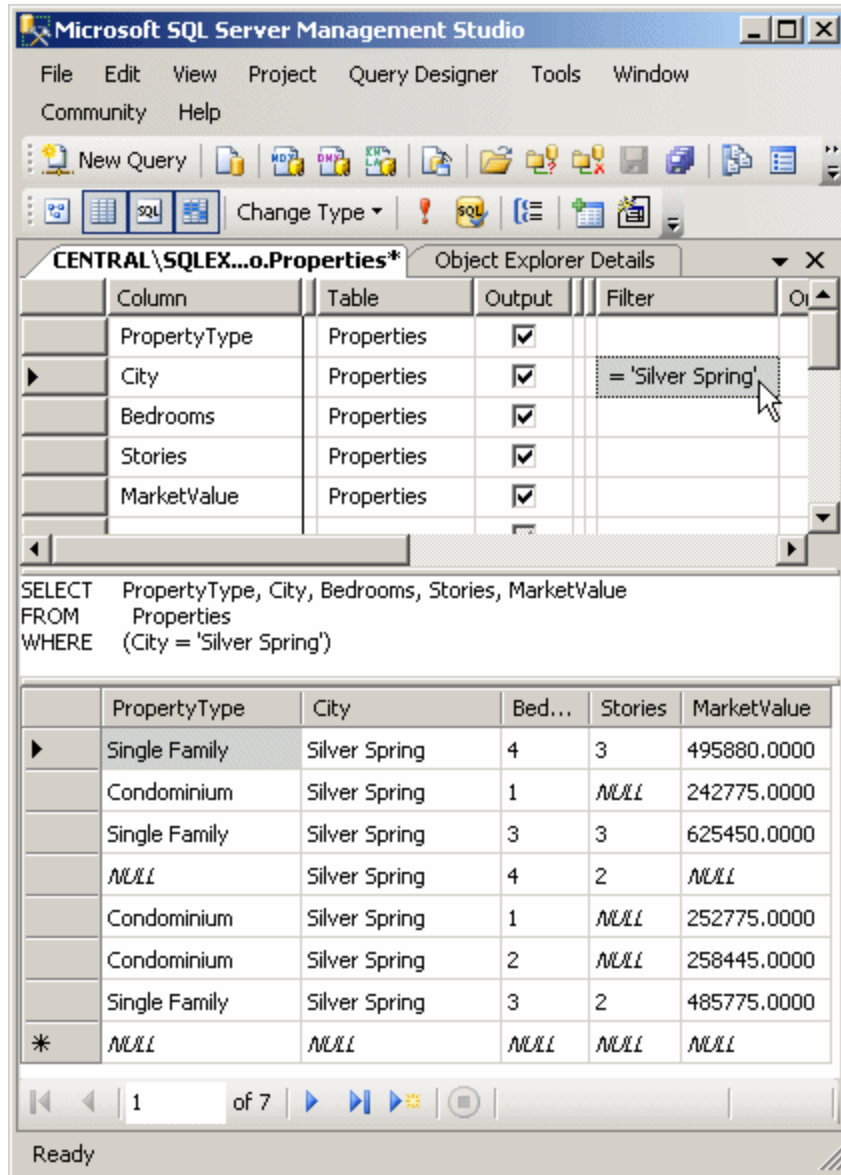 Microsoft SQL Server Management Studio
File Edit View Project Query Designer Tools Window
Community Help
New Query
SQL Change Type SQL
CENTRAL\SQLEX...o.Properties* Object Explorer Details
Column Table Output Filter
PropertyType Properties
City Properties = 'Silver Spring'
Bedrooms Properties
Stories Properties
MarketValue Properties
SELECT PropertyType, City, Bedrooms, Stories, MarketValue
FROM Properties
WHERE (City = 'Silver Spring')
PropertyType City Bed... Stories MarketValue
Single Family Silver Spring 4 3 495880.0000
Condominium Silver Spring 1 NULL 242775.0000
Single Family Silver Spring 3 3 625450.0000
NULL Silver Spring 4 2 NULL
Condominium Silver Spring 1 NULL 252775.0000
Condominium Silver Spring 2 NULL 258445.0000
Single Family Silver Spring 3 2 485775.0000
NULL NULL NULL NULL NULL
1 of 7
Ready